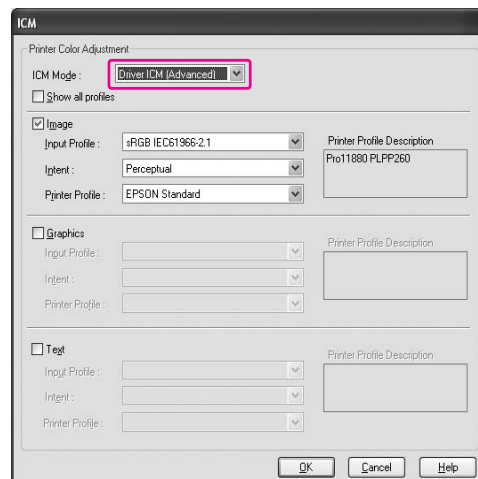 ICM
Printer Color Adjustment
ICM Mode : Driver ICM (Advanced)
Show all profiles
Image
Input Profile : sRGB IEC61966-2.1 Printer Profile Description
Intent : Perceptual Pro11880 PLPP260
Printer Profile : EPSON Standard
Graphics
Input Profile : Printer Profile Description
Intent :
Printer Profile :
Text
Input Profile : Printer Profile Description
Intent :
Printer Profile :
OK Cancel Help